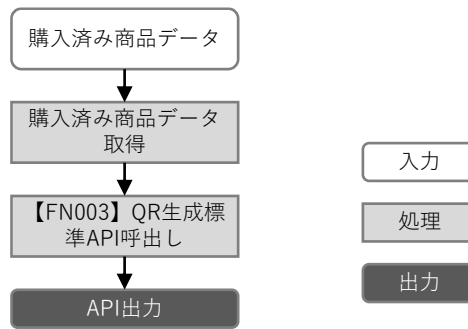 購入済み商品データ
購入済み商品データ
取得
【FN003】QR生成標
準API呼出し
API出力
入力
処理
出力